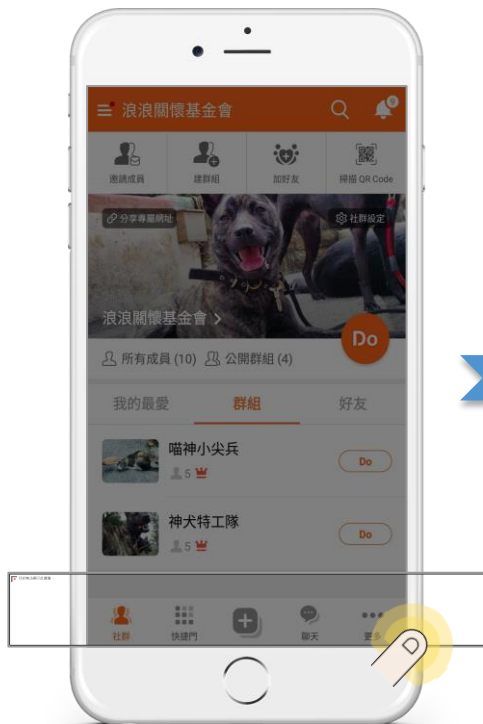 浪浪關懷基金會
邀請成員
建群組
加好友
掃描 QR Code
分享專屬網址
社群設定
浪浪關懷基金會 >
Do
所有成員 (10) 公開群組 (4)
我的最愛
群組
好友
喵神小尖兵
5
Do
神犬特工隊
5
Do
社群
快捷門
聊天
更多